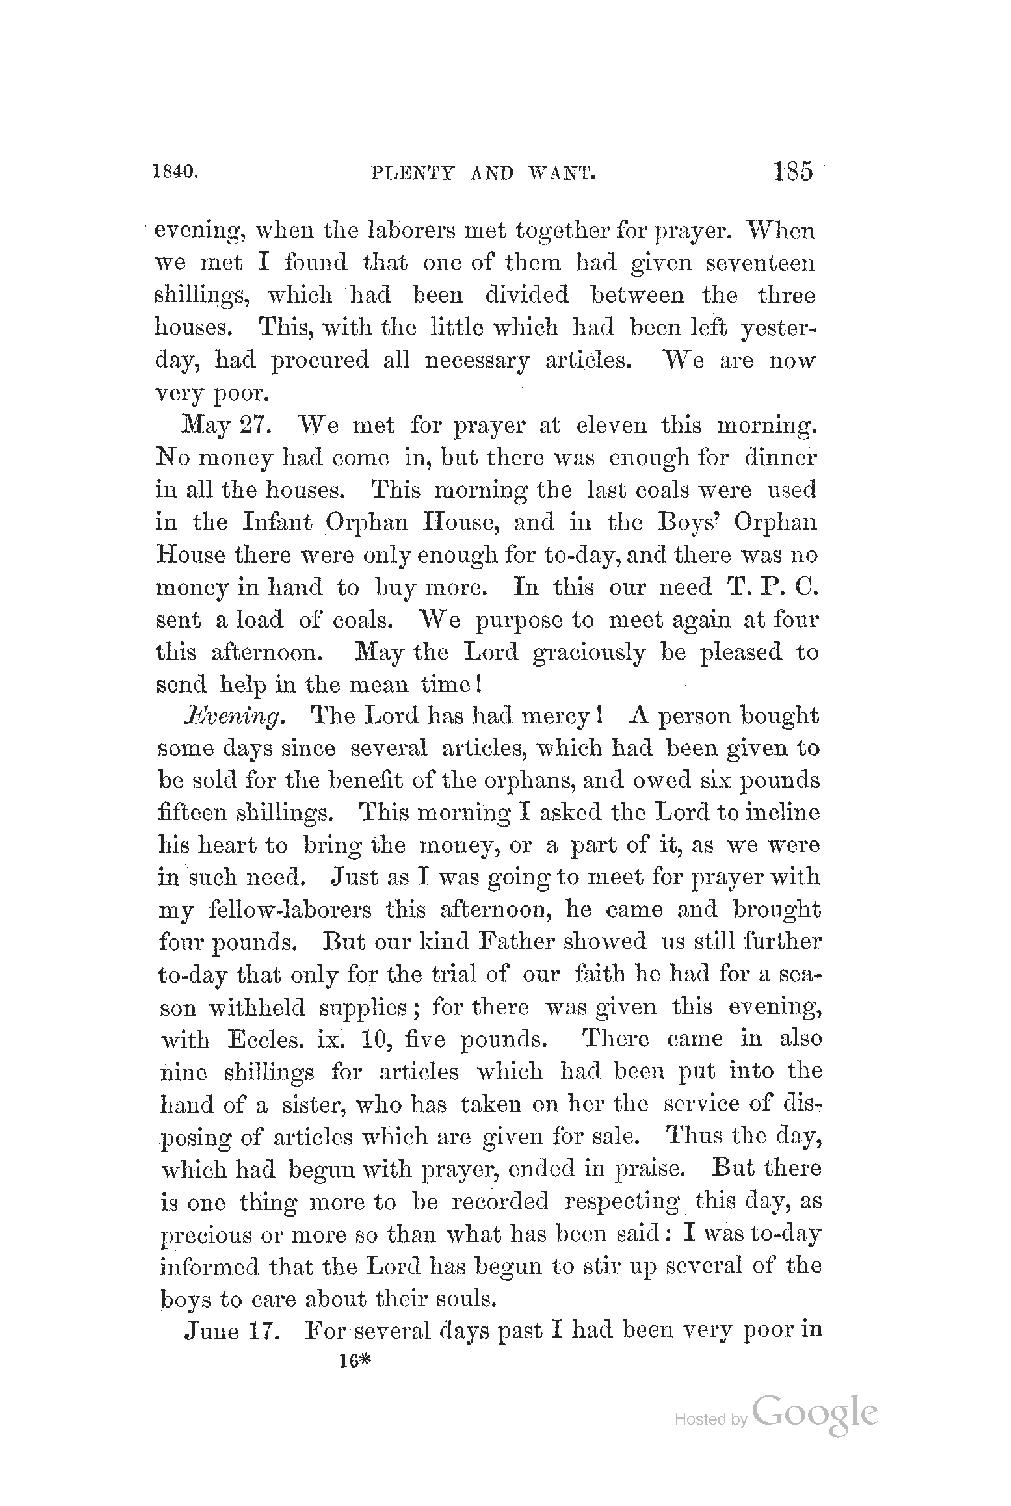 1840. PLENTY AND WANT. 185
evening, when the laborers met together for prayer. When
we met I found that one of them had given seventeen
shillings, which had been divided between the three
houses. This, with the little which had been left yester-
day, had procured all necessary articles. We are now
very poor.
May 27. We met for prayer at eleven this morning.
No money had come in, but there was enough for dinner
in all the houses. This morning the last coals were used
in the Infant Orphan House, and in the Boys' Orphan
House there were only enough for to-day, and there was no
money in hand to buy more. In this our need T. P. C.
sent a load of coals. We purpose to meet again at four
this afternoon. May the Lord graciously be pleased to
send help in the mean time!
Evening. The Lord has had mercy! A person bought
some days since several articles, which had been given to
be sold for the benefit of the orphans, and owed six pounds
fifteen shillings. This morning I asked the Lord to incline
his heart to bring the money, or a part of it, as we were
in such need. Just as I was going to meet for prayer with
my fellow-laborers this afternoon, he came and brought
four pounds. But our kind Father showed us still further
to-day that only for the trial of our faith he had for a sea-
son withheld supplies; for there was given this evening,
with Eccles. ix. 10, five pounds. There came in also
nine shillings for articles which had been put into the
hand of a sister, who has taken on her the service of dis-
posing of articles which are given for sale. Thus the day,
which had begun with prayer, ended in praise. But there
is one thing more to be recorded respecting this day, as
precious or more so than what has been said: I was to-day
informed that the Lord has begun to stir up several of the
boys to care about their souls.
June 17. For several days past I had been very poor in
16*
Hosted by Google